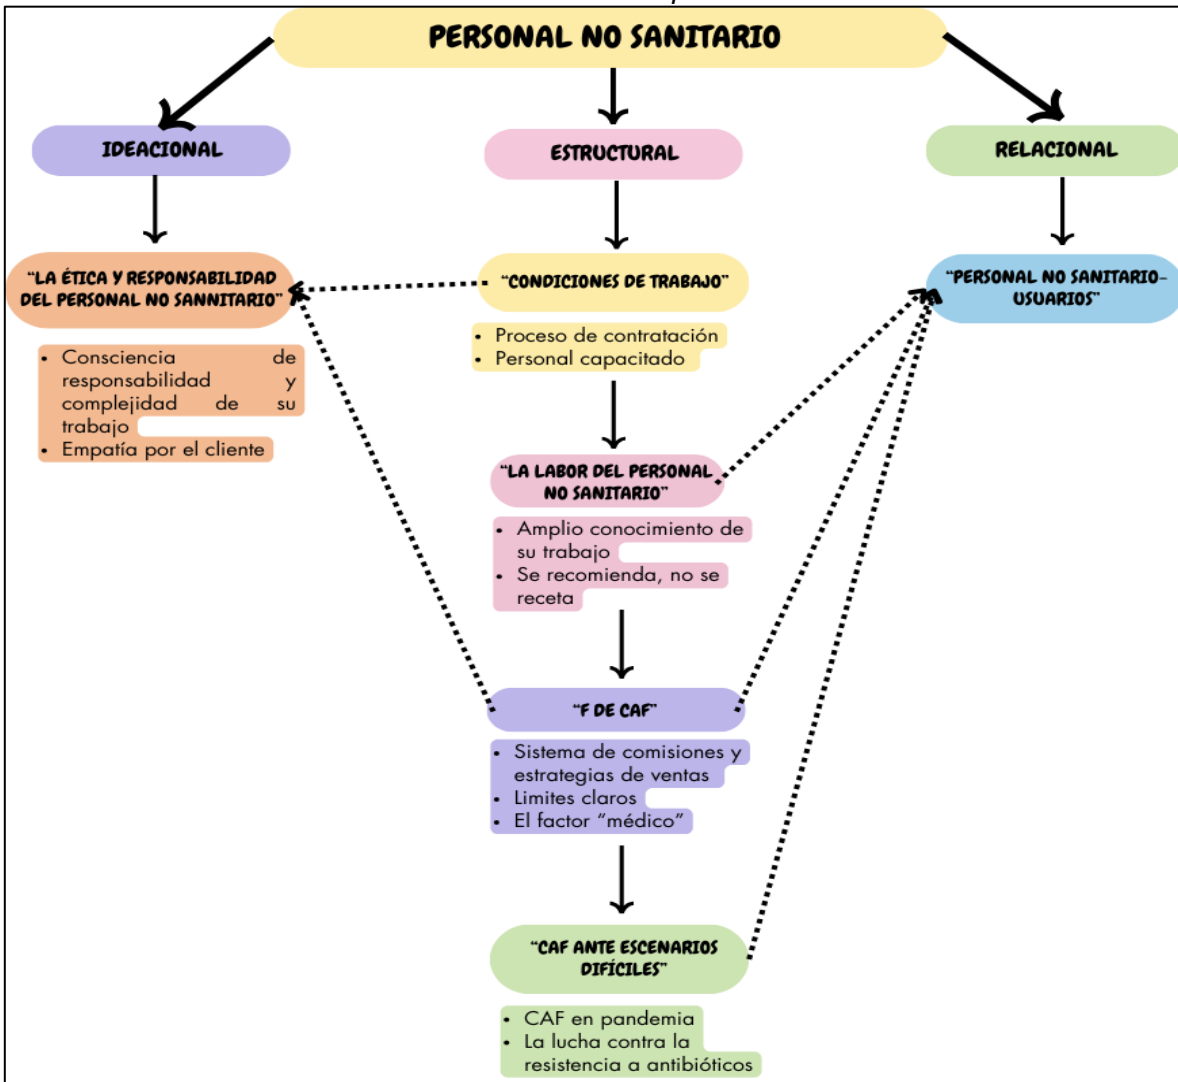 PERSONAL NO SANITARIO
IDEACIONAL
ESTRUCTURAL
RELACIONAL
“LA ÉTICA Y RESPONSABILIDAD
DEL PERSONAL NO SANNITARIO”
• Consciencia de
responsabilidad y
complejidad de su
trabajo
• Empatía por el cliente
“CONDICIONES DE TRABAJO”
• Proceso de contratación
• Personal capacitado
“LA LABOR DEL PERSONAL
NO SANITARIO”
• Amplio conocimiento de
su trabajo
• Se recomienda, no se
receta
“F DE CAF”
• Sistema de comisiones y
estrategias de ventas
• Limites claros
• El factor “médico”
“CAF ANTE ESCENARIOS
DIFÍCILES”
• CAF en pandemia
• La lucha contra la
resistencia a antibióticos
“PERSONAL NO SANITARIO-
USUARIOS”